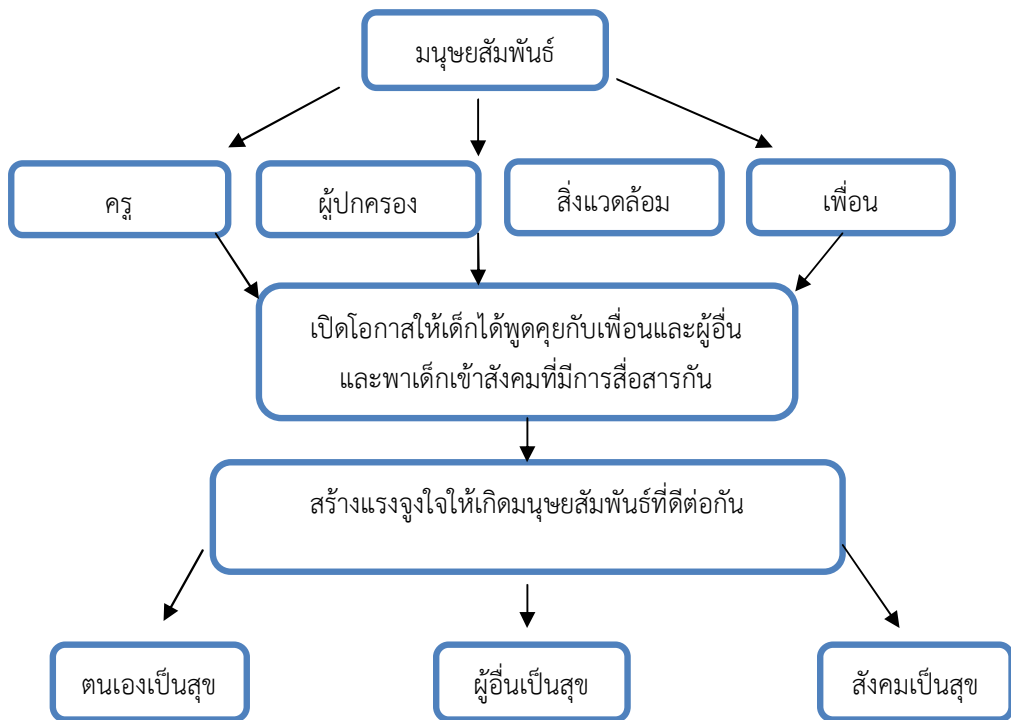 มนุษยสัมพันธ์
ครู
ผู้ปกครอง
สิ่งแวดล้อม
เพื่อน
เปิดโอกาสให้เด็กได้พูดคุยกับเพื่อนและผู้อื่น
และพาเด็กเข้าสังคมที่มีการสื่อสารกัน
สร้างแรงจูงใจให้เกิดมนุษยสัมพันธ์ที่ดีต่อกัน
ตนเองเป็นสุข
ผู้อื่นเป็นสุข
สังคมเป็นสุข